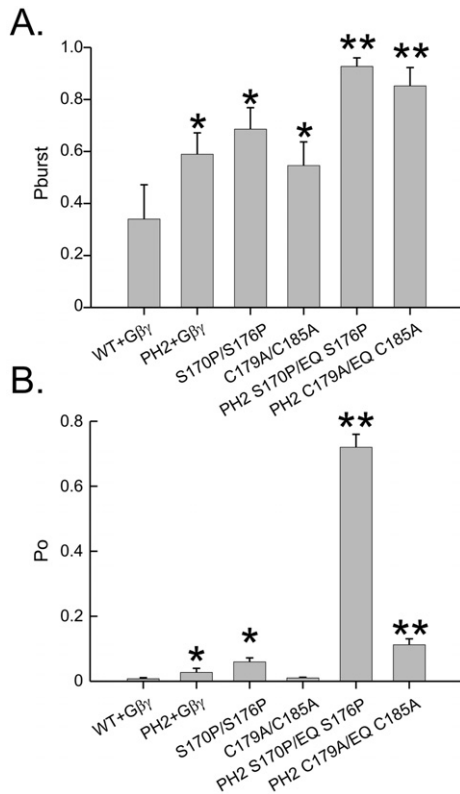 A.
1.0
0.8
0.6
0.4
0.2
0
Pburst
* * * ** **
WT+Gβγ
PH2+Gβγ
S170P/S176P
C179A/C185A
PH2 S170P/EQ S176P
PH2 C179A/EQ C185A
B.
0.8
0.6
0.4
0.2
0
Po
* * ** **
WT+Gβγ
PH2+Gβγ
S170P/S176P
C179A/C185A
PH2 S170P/EQ S176P
PH2 C179A/EQ C185A